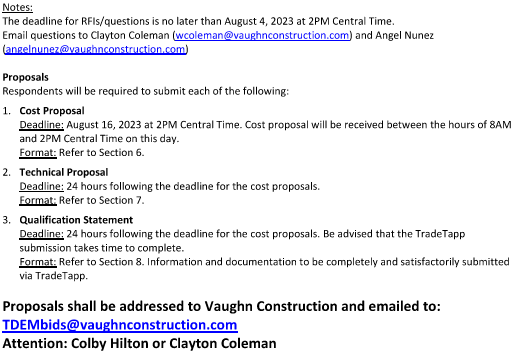 Notes:
The deadline for RFIs/questions is no later than August 4, 2023 at 2PM Central Time.
Email questions to Clayton Coleman (wcoleman@vaughnconstruction.com) and Angel Nunez
(angelnunez@vaughnconstruction.com)
Proposals
Respondents will be required to submit each of the following:
1. Cost Proposal
Deadline: August 16, 2023 at 2PM Central Time. Cost proposal will be received between the hours of 8AM
and 2PM Central Time on this day.
Format: Refer to Section 6.
2. Technical Proposal
Deadline: 24 hours following the deadline for the cost proposals.
Format: Refer to Section 7.
3. Qualification Statement
Deadline: 24 hours following the deadline for the cost proposals. Be advised that the TradeTapp
submission takes time to complete.
Format: Refer to Section 8. Information and documentation to be completely and satisfactorily submitted
via TradeTapp.
Proposals shall be addressed to Vaughn Construction and emailed to:
TDEMbids@vaughnconstruction.com
Attention: Colby Hilton or Clayton Coleman